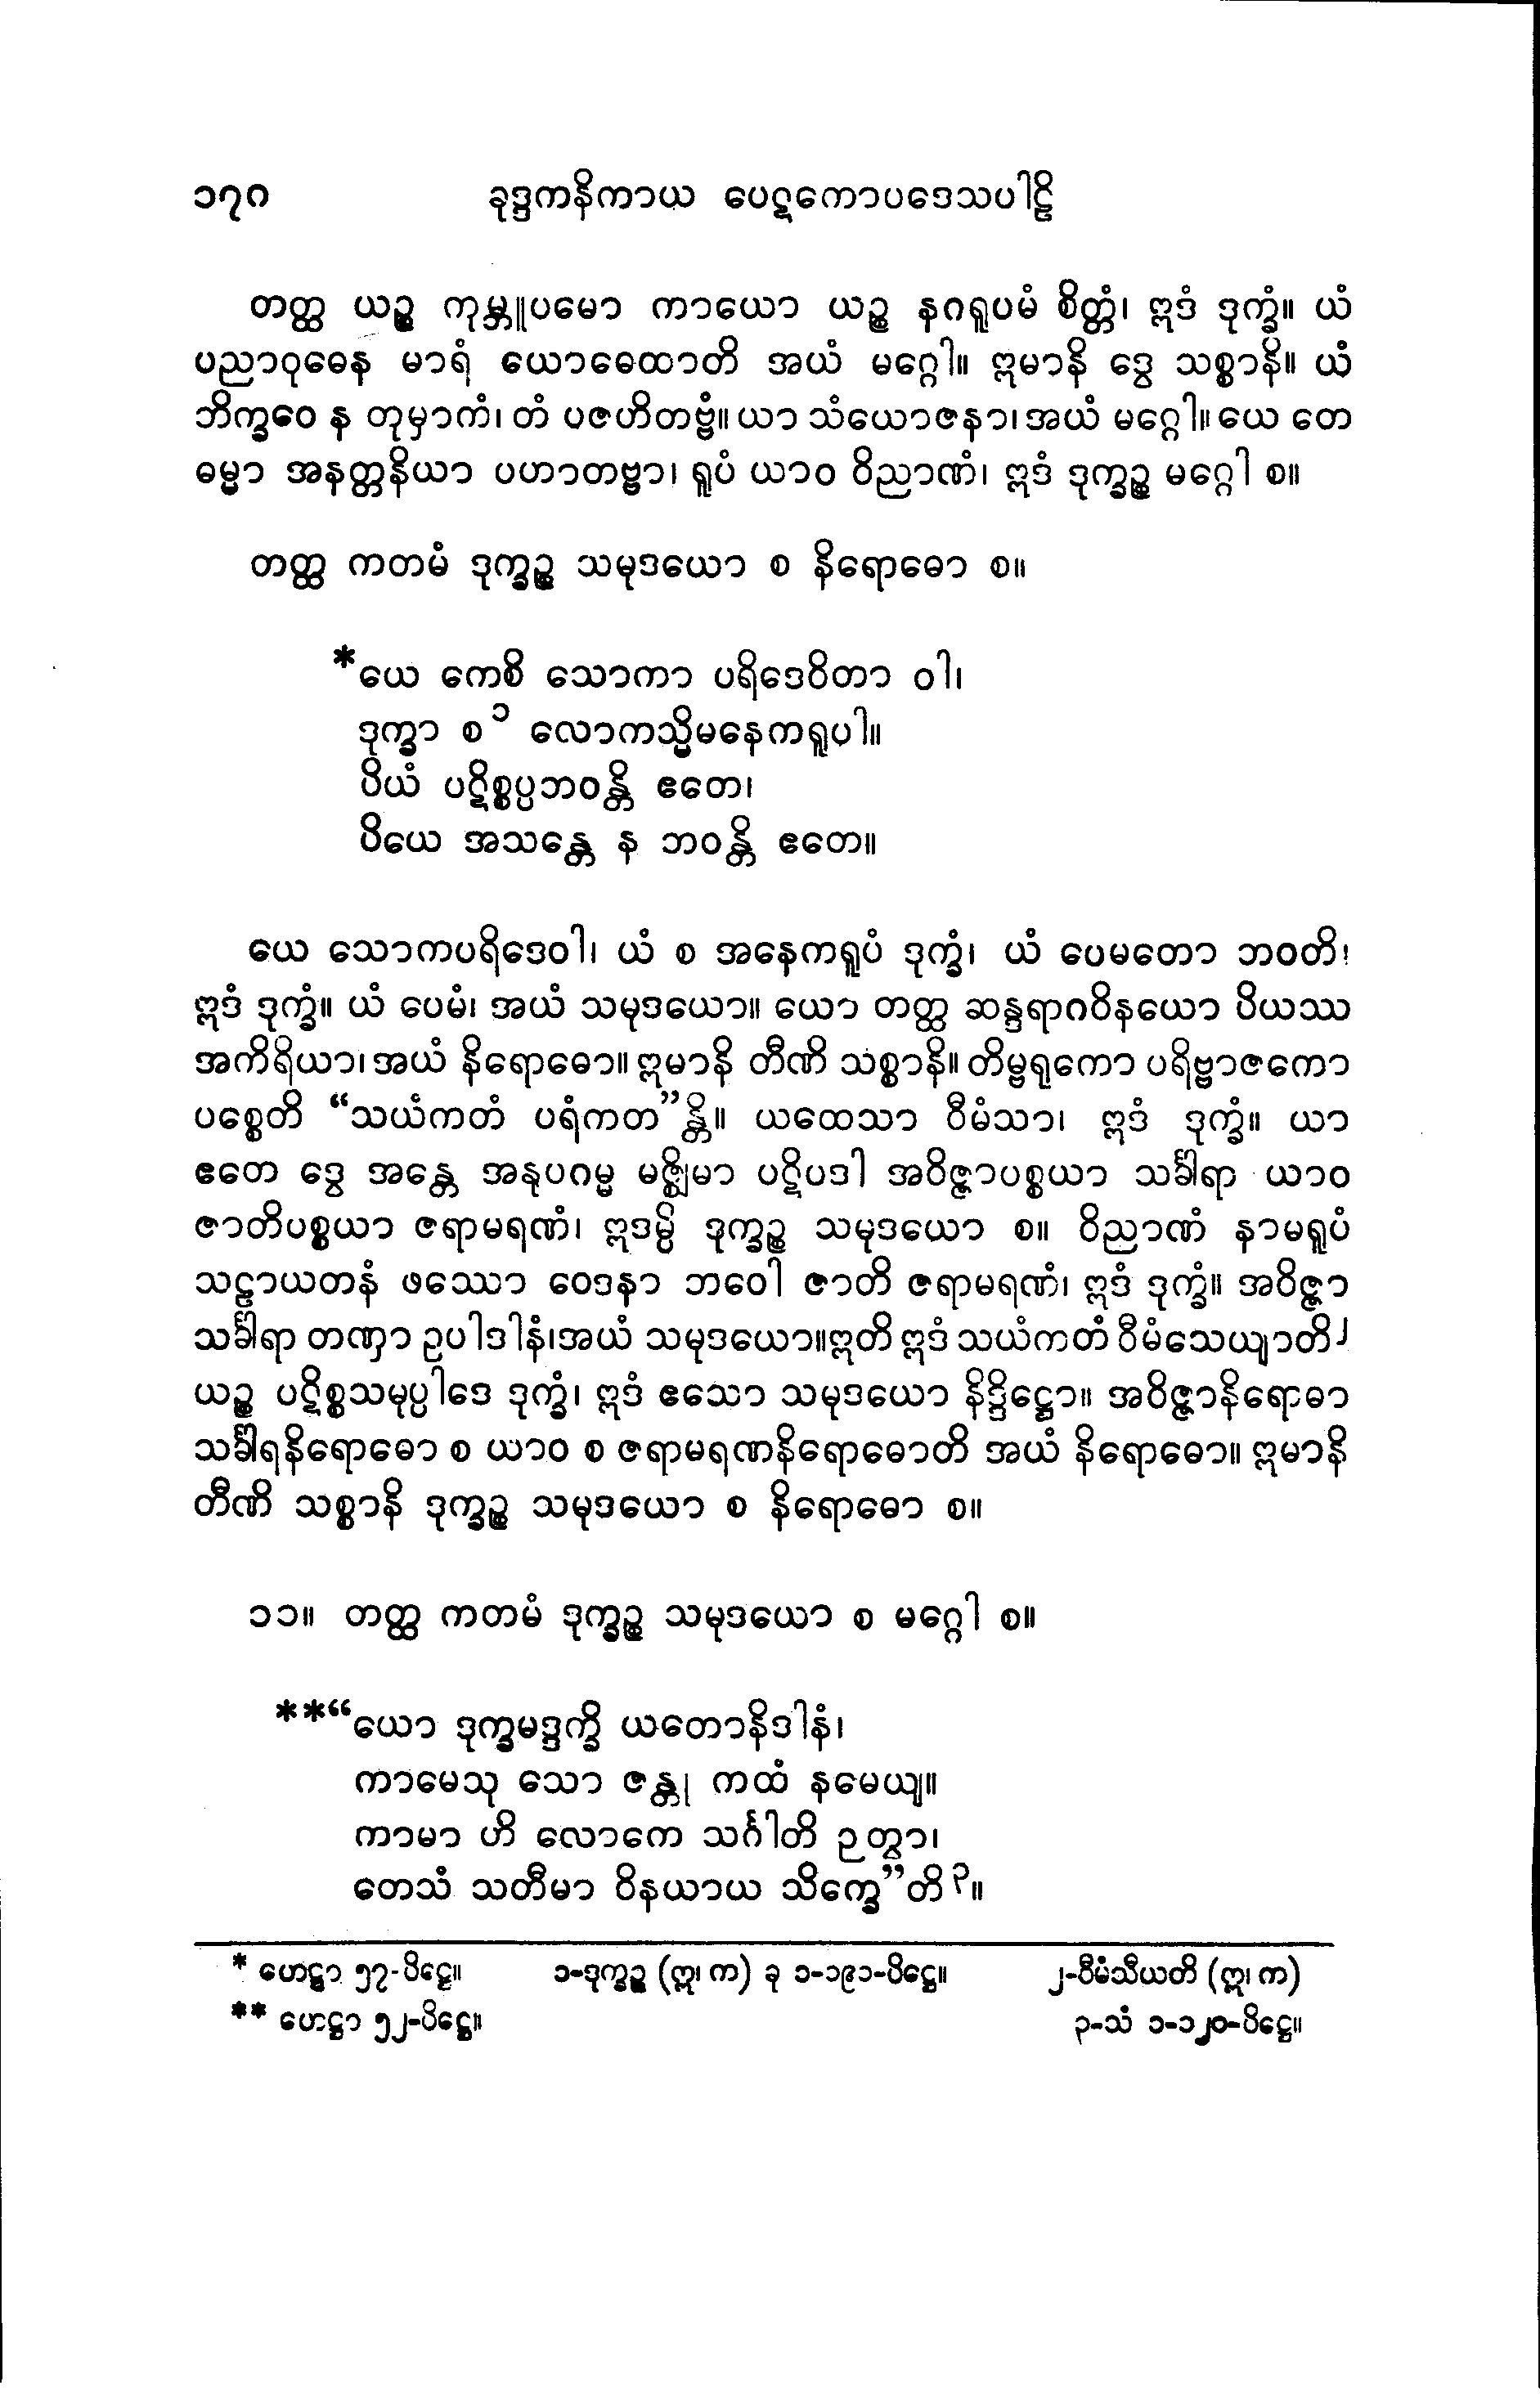 ၁၇၈ ခုဒ္ဒကနိကာယ ပေဋကောပဒေသပါဠိ
တတ္ထ ယဉ္စ ကုမ္ဘူပမော ကာယော ယဉ္စ နဂရူပမံ စိတ္တံ၊ ဣဒံ ဒုက္ခံ။ ယံ
ပညာဝုဓေန မာရံ ယောဓေထာတိ အယံ မဂ္ဂေါ။ ဣမာနိ ဒွေ သစ္စာနိ။ ယံ
ဘိက္ခဝေ န တုမှာကံ၊ တံ ပဇဟိတဗ္ဗံ။ ယာ သံယောဇနာ၊ အယံ မဂ္ဂေါ။ ယေ တေ
ဓမ္မာ အနတ္တနိယာ ပဟာတဗ္ဗာ၊ ရူပံ ယာဝ ဝိညာဏံ၊ ဣဒံ ဒုက္ခဉ္စ မဂ္ဂေါ စ။
တတ္ထ ကတမံ ဒုက္ခဉ္စ သမုဒယော စ နိရောဓော စ။
*ယေ ကေစိ သောကာ ပရိဒေဝိတာ ဝါ၊
ဒုက္ခာ စ ၁ လောကသ္မိမနေကရူပါ။
ပိယံ ပဋိစ္စပ္ပဘဝန္တိ ဧတေ၊
ပိယေ အသန္တေ န ဘဝန္တိ ဧတေ။
ယေ သောကပရိဒေဝါ၊ ယံ စ အနေကရူပံ ဒုက္ခံ၊ ယံ ပေမတော ဘဝတိ၊
ဣဒံ ဒုက္ခံ။ ယံ ပေမံ၊ အယံ သမုဒယော။ ယော တတ္ထ ဆန္ဒရာဂဝိနယော ပိယဿ
အကိရိယာ၊ အယံ နိရောဓော။ ဣမာနိ တီဏိ သစ္စာနိ။ တိမ္ဗရုကော ပရိဗ္ဗာဇကော
ပစ္စေတိ “သယံကတံ ပရံကတ”န္တိ။ ယထေသာ ဝီမံသာ၊ ဣဒံ ဒုက္ခံ။ ယာ
ဧတေ ဒွေ အန္တေ အနုပဂမ္မ မဇ္ဈိမာ ပဋိပဒါ အဝိဇ္ဇာပစ္စယာ သင်္ခါရာ ယာဝ
ဇာတိပစ္စယာ ဇရာမရဏံ၊ ဣဒမ္ပိ ဒုက္ခဉ္စ သမုဒယော စ။ ဝိညာဏံ နာမရူပံ
သဠာယတနံ ဖဿော ဝေဒနာ ဘဝေါ ဇာတိ ဇရာမရဏံ၊ ဣဒံ ဒုက္ခံ။ အဝိဇ္ဇာ
သင်္ခါရာ တဏှာ ဥပါဒါနံ၊အယံ သမုဒယော။ဣတိ ဣဒံ သယံကတံ ဝီမံသေယျာတိ၂
ယဉ္စ ပဋိစ္စသမုပ္ပါဒေ ဒုက္ခံ၊ ဣဒံ ဧသော သမုဒယော နိဒ္ဒိဋ္ဌော။ အဝိဇ္ဇာနိရောဓာ
သင်္ခါရနိရောဓော စ ယာဝ စ ဇရာမရဏနိရောဓောတိ အယံ နိရောဓော။ ဣမာနိ
တီဏိ သစ္စာနိ ဒုက္ခဉ္စ သမုဒယော စ နိရောဓော စ။
၁၁။ တတ္ထ ကတမံ ဒုက္ခဉ္စ သမုဒယော စ မဂ္ဂေါ စ။
**“ယော ဒုက္ခမဒ္ဒက္ခိ ယတောနိဒါနံ၊
ကာမေသု သော ဇန္တု ကထံ နမေယျ။
ကာမာ ဟိ လောကေ သင်္ဂါတိ ဉတွာ၊
တေသံ သတီမာ ဝိနယာယ သိက္ခေ”တိ၃။
* ဟေဋ္ဌာ ၅၇-ပိဋ္ဌေ။ ၁-ဒုက္ခဉ္စ (ဣ၊ က) ခု ၁-၁၉၁-ပိဋ္ဌေ။ ၂-ဝီမံသီယတိ (ဣ၊ က)
** ဟေဋ္ဌာ ၅၂-ပိဋ္ဌေ။ ၃-သံ ၁-၁၂၀-ပိဋ္ဌေ။